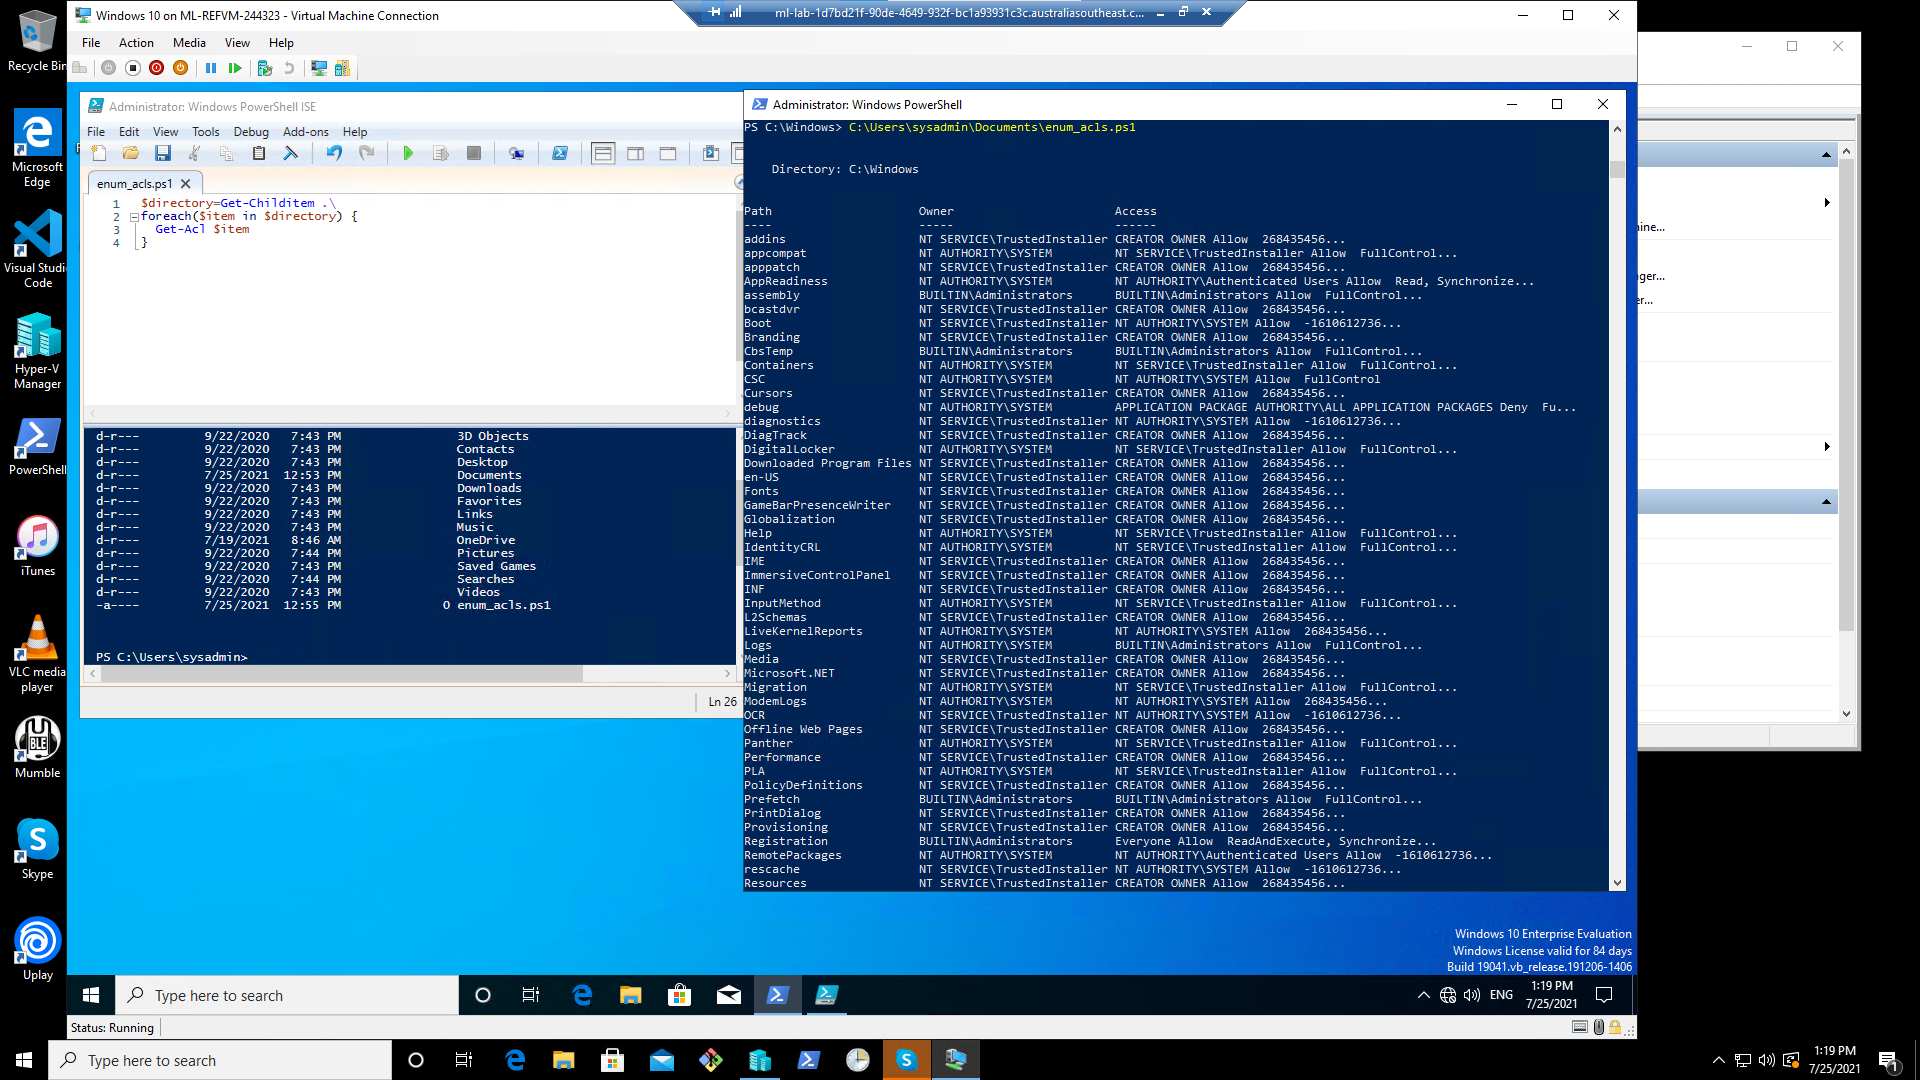 Windows 10 on ML-REFVM-244323 - Virtual Machine Connection
ml-lab-1d7bd21f-90de-4649-932f-bc1a93931c3c.australiasoutheast.c...
File Action Media View Help
Recycle Bin
Microsoft Edge
Visual Studi
Code
Hyper-V Manager
PowerShell
iTunes
VLC media player
Mumble
Skype
Uplay
Administrator: Windows PowerShell ISE
File Edit View Tools Debug Add-ons Help
enum_acls.ps1
1 $directory=Get-Childitem .\
2 foreach($item in $directory) {
3 Get-Acl $item
4 }
d-r--- 9/22/2020 7:43 PM 3D Objects
d-r--- 9/22/2020 7:43 PM Contacts
d-r--- 9/22/2020 7:43 PM Desktop
d-r--- 7/25/2021 12:53 PM Documents
d-r--- 9/22/2020 7:43 PM Downloads
d-r--- 9/22/2020 7:43 PM Favorites
d-r--- 9/22/2020 7:43 PM Links
d-r--- 9/22/2020 7:43 PM Music
d-r--- 7/19/2021 8:46 AM OneDrive
d-r--- 9/22/2020 7:44 PM Pictures
d-r--- 9/22/2020 7:43 PM Saved Games
d-r--- 9/22/2020 7:44 PM Searches
d-r--- 9/22/2020 7:43 PM Videos
-a---- 7/25/2021 12:55 PM 0 enum_acls.ps1
PS C:\Users\sysadmin>
Ln 26
Administrator: Windows PowerShell
PS C:\Windows> C:\Users\sysadmin\Documents\enum_acls.ps1
Directory: C:\Windows
Path Owner Access
---- ----- ------
addins NT SERVICE\TrustedInstaller CREATOR OWNER Allow 268435456...
appcompat NT AUTHORITY\SYSTEM NT SERVICE\TrustedInstaller Allow FullControl...
apppatch NT SERVICE\TrustedInstaller CREATOR OWNER Allow 268435456...
AppReadiness NT AUTHORITY\SYSTEM NT AUTHORITY\Authenticated Users Allow Read, Synchronize...
assembly BUILTIN\Administrators BUILTIN\Administrators Allow FullControl...
bcastdvr NT SERVICE\TrustedInstaller CREATOR OWNER Allow 268435456...
Boot NT SERVICE\TrustedInstaller NT AUTHORITY\SYSTEM Allow -1610612736...
Branding NT SERVICE\TrustedInstaller CREATOR OWNER Allow 268435456...
CbsTemp BUILTIN\Administrators BUILTIN\Administrators Allow FullControl...
Containers NT AUTHORITY\SYSTEM NT SERVICE\TrustedInstaller Allow FullControl...
CSC NT AUTHORITY\SYSTEM NT AUTHORITY\SYSTEM Allow FullControl
Cursors NT SERVICE\TrustedInstaller CREATOR OWNER Allow 268435456...
debug NT AUTHORITY\SYSTEM APPLICATION PACKAGE AUTHORITY\ALL APPLICATION PACKAGES Deny Fu...
diagnostics NT AUTHORITY\SYSTEM NT AUTHORITY\SYSTEM Allow -1610612736...
DiagTrack NT SERVICE\TrustedInstaller CREATOR OWNER Allow 268435456...
DigitalLocker NT AUTHORITY\SYSTEM NT SERVICE\TrustedInstaller Allow FullControl...
Downloaded Program Files NT SERVICE\TrustedInstaller CREATOR OWNER Allow 268435456...
en-US NT SERVICE\TrustedInstaller CREATOR OWNER Allow 268435456...
Fonts NT SERVICE\TrustedInstaller CREATOR OWNER Allow 268435456...
GameBarPresenceWriter NT SERVICE\TrustedInstaller CREATOR OWNER Allow 268435456...
Globalization NT SERVICE\TrustedInstaller CREATOR OWNER Allow 268435456...
Help NT AUTHORITY\SYSTEM NT SERVICE\TrustedInstaller Allow FullControl...
IdentityCRL NT AUTHORITY\SYSTEM NT SERVICE\TrustedInstaller Allow FullControl...
IME NT SERVICE\TrustedInstaller CREATOR OWNER Allow 268435456...
ImmersiveControlPanel NT SERVICE\TrustedInstaller CREATOR OWNER Allow 268435456...
INF NT SERVICE\TrustedInstaller CREATOR OWNER Allow 268435456...
InputMethod NT AUTHORITY\SYSTEM NT SERVICE\TrustedInstaller Allow FullControl...
L2Schemas NT SERVICE\TrustedInstaller CREATOR OWNER Allow 268435456...
LiveKernelReports NT AUTHORITY\SYSTEM NT AUTHORITY\SYSTEM Allow 268435456...
Logs NT AUTHORITY\SYSTEM BUILTIN\Administrators Allow FullControl...
Media NT SERVICE\TrustedInstaller CREATOR OWNER Allow 268435456...
Microsoft.NET NT SERVICE\TrustedInstaller CREATOR OWNER Allow 268435456...
Migration NT AUTHORITY\SYSTEM NT SERVICE\TrustedInstaller Allow FullControl...
ModemLogs NT AUTHORITY\SYSTEM NT AUTHORITY\SYSTEM Allow 268435456...
OCR NT SERVICE\TrustedInstaller NT AUTHORITY\SYSTEM Allow -1610612736...
Offline Web Pages NT SERVICE\TrustedInstaller CREATOR OWNER Allow 268435456...
Panther NT AUTHORITY\SYSTEM NT SERVICE\TrustedInstaller Allow FullControl...
Performance NT SERVICE\TrustedInstaller CREATOR OWNER Allow 268435456...
PLA NT AUTHORITY\SYSTEM NT SERVICE\TrustedInstaller Allow FullControl...
PolicyDefinitions NT SERVICE\TrustedInstaller CREATOR OWNER Allow 268435456...
Prefetch BUILTIN\Administrators BUILTIN\Administrators Allow FullControl...
PrintDialog NT SERVICE\TrustedInstaller CREATOR OWNER Allow 268435456...
Provisioning NT SERVICE\TrustedInstaller CREATOR OWNER Allow 268435456...
Registration BUILTIN\Administrators Everyone Allow ReadAndExecute, Synchronize...
RemotePackages NT AUTHORITY\SYSTEM NT AUTHORITY\Authenticated Users Allow -1610612736...
rescache NT SERVICE\TrustedInstaller NT AUTHORITY\SYSTEM Allow -1610612736...
Resources NT SERVICE\TrustedInstaller CREATOR OWNER Allow 268435456...
ine...
ger...
er...
Windows 10 Enterprise Evaluation
Windows License valid for 84 days
Build 19041.vb_release.191206-1406
Type here to search
ENG
1:19 PM
7/25/2021
Status: Running
Type here to search
1:19 PM
7/25/2021
1